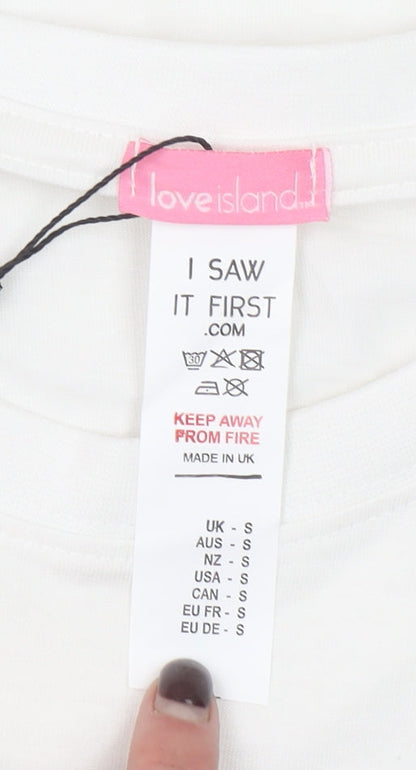 love island
I SAW
IT FIRST
.COM
30
KEEP AWAY
FROM FIRE
MADE IN UK
UK - S
AUS - S
NZ - S
USA - S
CAN - S
EU FR - S
EU DE - S